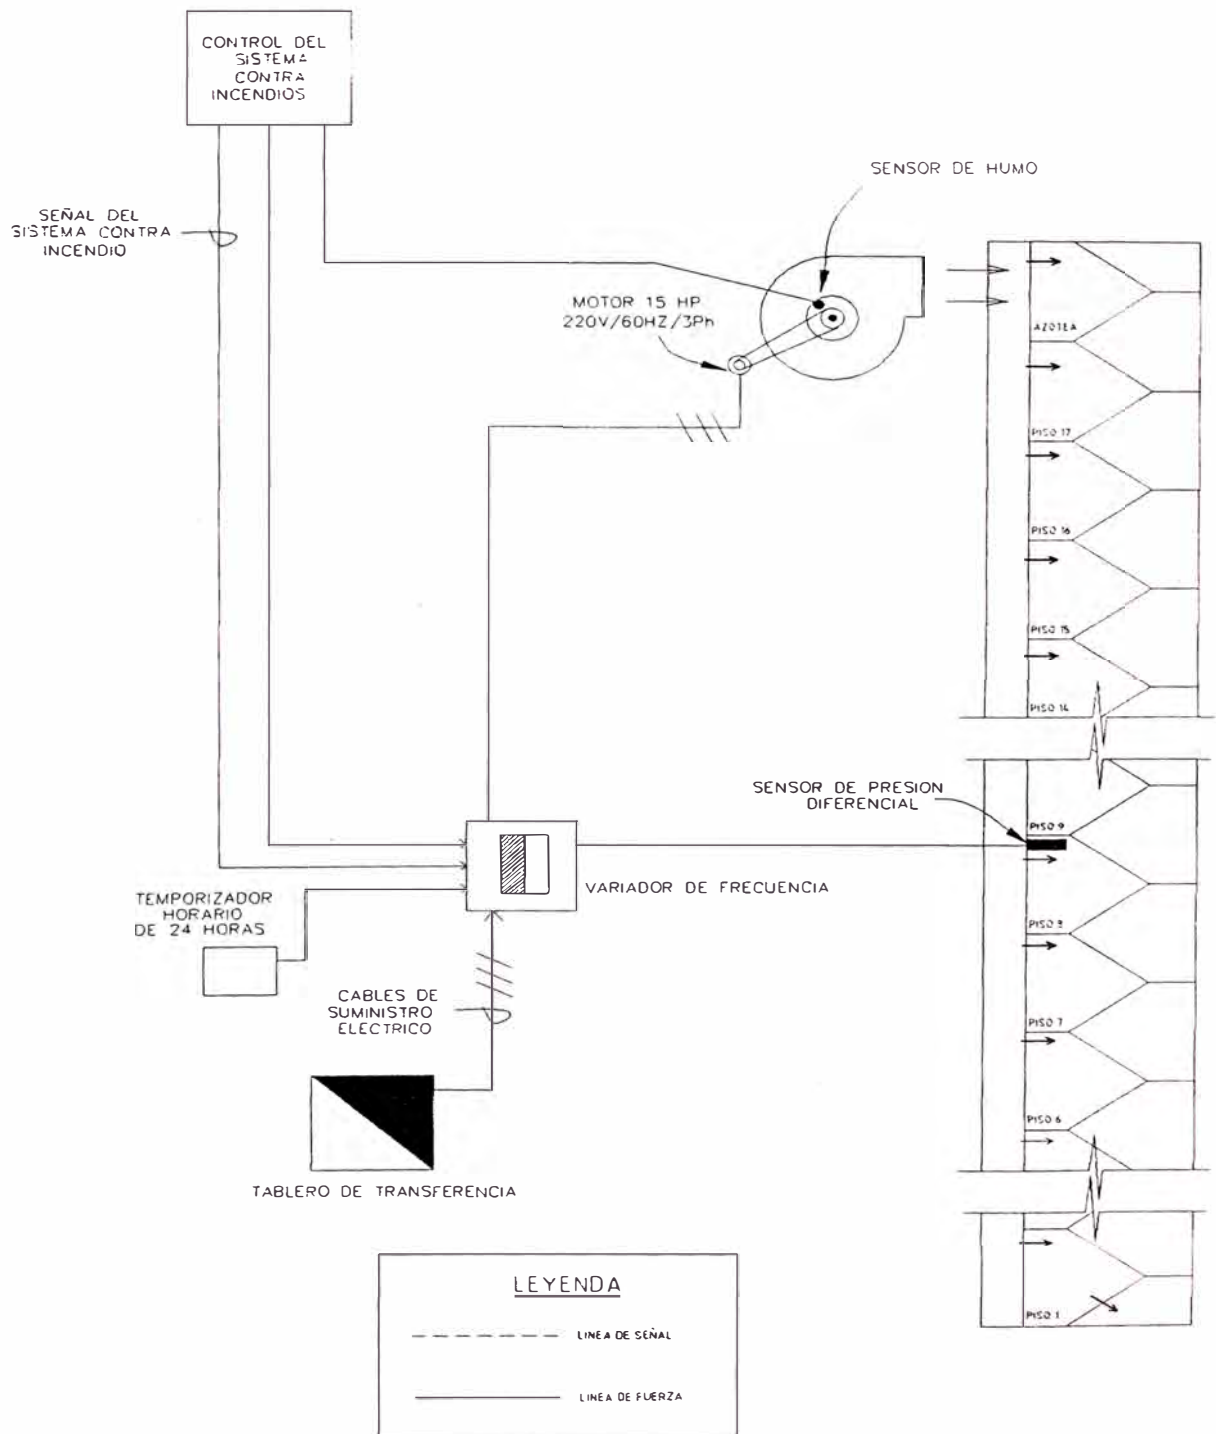 CONTROL DEL
SISTEMA
CONTRA
INCENDIOS
SENSOR DE HUMO
SEÑAL DEL
SISTEMA CONTRA
INCENDIO
MOTOR 15 HP
220V/60HZ/3Ph
AZOTEA
PISO 17
PISO 16
PISO 15
PISO 14
SENSOR DE PRESION
DIFERENCIAL
PISO 9
VARIADOR DE FRECUENCIA
TEMPORIZADOR
HORARIO
DE 24 HORAS
PISO 8
CABLES DE
SUMINISTRO
ELECTRICO
PISO 7
PISO 6
TABLERO DE TRANSFERENCIA
LEYENDA
LINEA DE SEÑAL
LINEA DE FUERZA
PISO 1